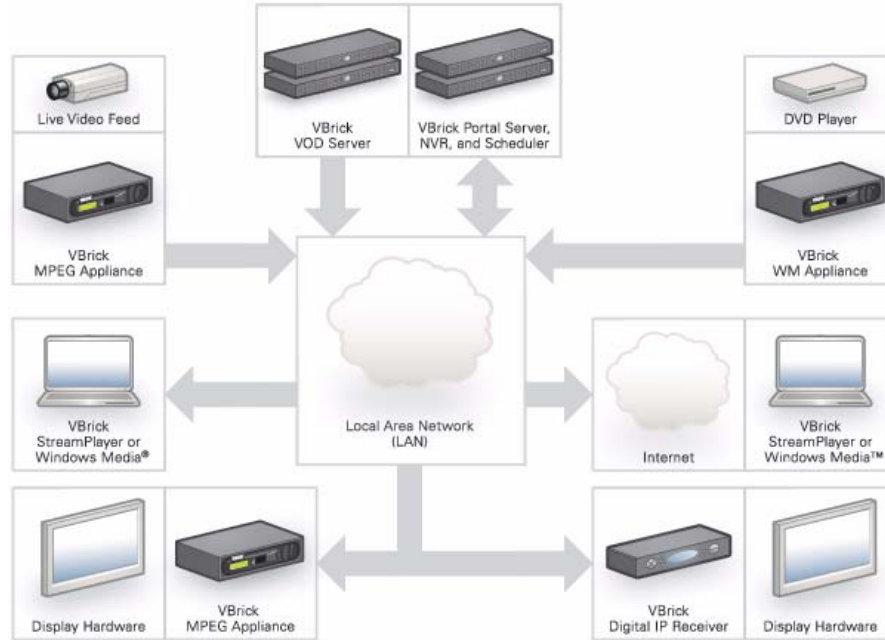 Live Video Feed
VBrick
MPEG Appliance
VBrick
VOD Server
VBrick Portal Server,
NVR, and Scheduler
DVD Player
VBrick
WM Appliance
VBrick
StreamPlayer or
Windows Media®
Local Area Network
(LAN)
Internet
VBrick
StreamPlayer or
Windows Media™
Display Hardware
VBrick
MPEG Appliance
VBrick
Digital IP Receiver
Display Hardware